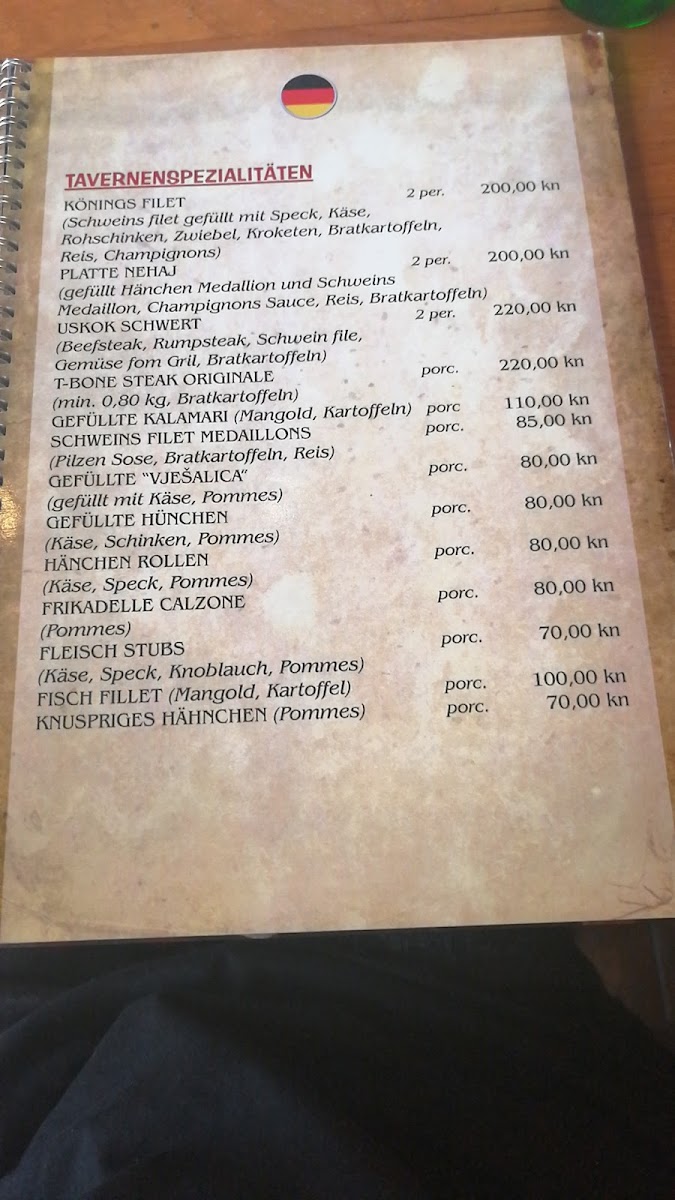 TAVERNENSPEZIALITÄTEN
KÖNINGS FILET 2 per. 200,00 kn
(Schweins filet gefüllt mit Speck, Käse,
Rohschinken, Zwiebel, Kroketen, Bratkartoffeln,
Reis, Champignons)
PLATTE NEHAJ 2 per. 200,00 kn
(gefüllt Hänchen Medallion und Schweins
Medaillon, Champignons Sauce, Reis, Bratkartoffeln)
USKOK SCHWERT 2 per. 220,00 kn
(Beefsteak, Rumpsteak, Schwein file,
Gemüse fom Gril, Bratkartoffeln)
T-BONE STEAK ORIGINALE porc. 220,00 kn
(min. 0,80 kg, Bratkartoffeln)
GEFÜLLTE KALAMARI (Mangold, Kartoffeln) porc 110,00 kn
SCHWEINS FILET MEDAILLONS porc. 85,00 kn
(Pilzen Sose, Bratkartoffeln, Reis)
GEFÜLLTE "VJEŠALICA" porc. 80,00 kn
(gefüllt mit Käse, Pommes)
GEFÜLLTE HÜNCHEN porc. 80,00 kn
(Käse, Schinken, Pommes)
HÄNCHEN ROLLEN porc. 80,00 kn
(Käse, Speck, Pommes)
FRIKADELLE CALZONE porc. 80,00 kn
(Pommes)
FLEISCH STUBS porc. 70,00 kn
(Käse, Speck, Knoblauch, Pommes)
FISCH FILLET (Mangold, Kartoffel) porc. 100,00 kn
KNUSPRIGES HÄHNCHEN (Pommes) porc. 70,00 kn